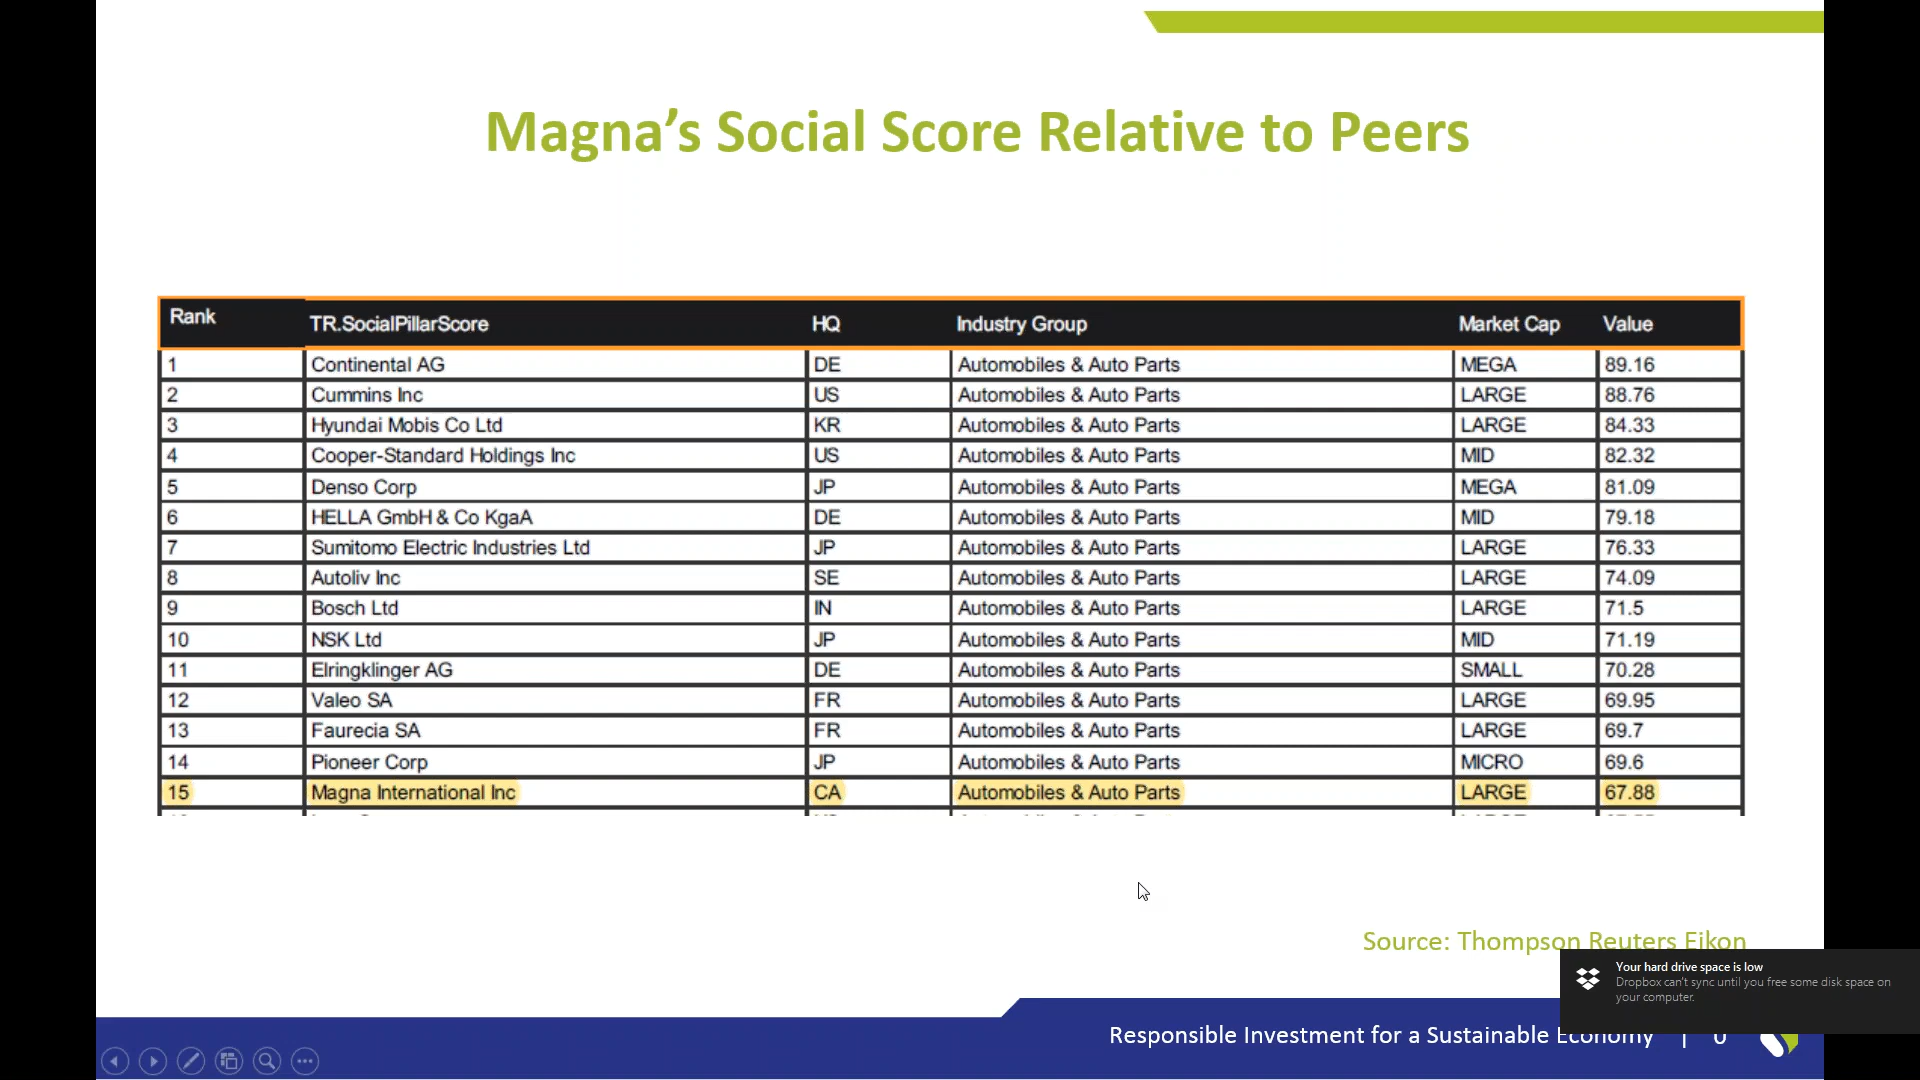 Magna’s Social Score Relative to Peers
Rank TR.SocialPillarScore HQ Industry Group Market Cap Value
1 Continental AG DE Automobiles & Auto Parts MEGA 89.16
2 Cummins Inc US Automobiles & Auto Parts LARGE 88.76
3 Hyundai Mobis Co Ltd KR Automobiles & Auto Parts LARGE 84.33
4 Cooper-Standard Holdings Inc US Automobiles & Auto Parts MID 82.32
5 Denso Corp JP Automobiles & Auto Parts MEGA 81.09
6 HELLA GmbH & Co KgaA DE Automobiles & Auto Parts MID 79.18
7 Sumitomo Electric Industries Ltd JP Automobiles & Auto Parts LARGE 76.33
8 Autoliv Inc SE Automobiles & Auto Parts LARGE 74.09
9 Bosch Ltd IN Automobiles & Auto Parts LARGE 71.5
10 NSK Ltd JP Automobiles & Auto Parts MID 71.19
11 Elringklinger AG DE Automobiles & Auto Parts SMALL 70.28
12 Valeo SA FR Automobiles & Auto Parts LARGE 69.95
13 Faurecia SA FR Automobiles & Auto Parts LARGE 69.7
14 Pioneer Corp JP Automobiles & Auto Parts MICRO 69.6
15 Magna International Inc CA Automobiles & Auto Parts LARGE 67.88
Source: Thompson Reuters Eikon
Your hard drive space is low
Dropbox can't sync until you free some disk space on
your computer.
Responsible Investment for a Sustainable Economy |